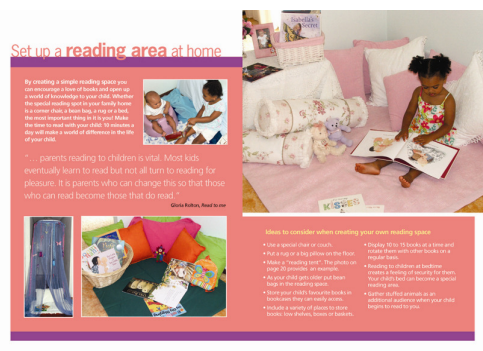 Set up a reading area at home
By creating a simple reading space you
can encourage a love of books and open up
a world of knowledge to your child. Whether
the special reading spot in your family home
is a corner chair, a bean bag, a rug or a bed,
the most important thing in it is you! Make
the time to read with your child: 10 minutes a
day will make a world of difference in the life
of your child.
"... parents reading to children is vital. Most kids
eventually learn to read but not all turn to reading for
pleasure. It is parents who can change this so that those
who can read become those that do read."
Gloria Rolton, Read to me
Isabella's
Secret
KISSES
Ideas to consider when creating your own reading space
• Use a special chair or couch.
• Put a rug or a big pillow on the floor.
• Make a "reading tent". The photo on
page 20 provides an example.
• As your child gets older put bean
bags in the reading space.
• Store your child's favourite books in
bookcases they can easily access.
• Include a variety of places to store
books: low shelves, boxes or baskets.
• Display 10 to 15 books at a time and
rotate them with other books on a
regular basis.
• Reading to children at bedtime
creates a feeling of security for them.
Your child's bed can become a special
reading area.
• Gather stuffed animals as an
additional audience when your child
begins to read to you.